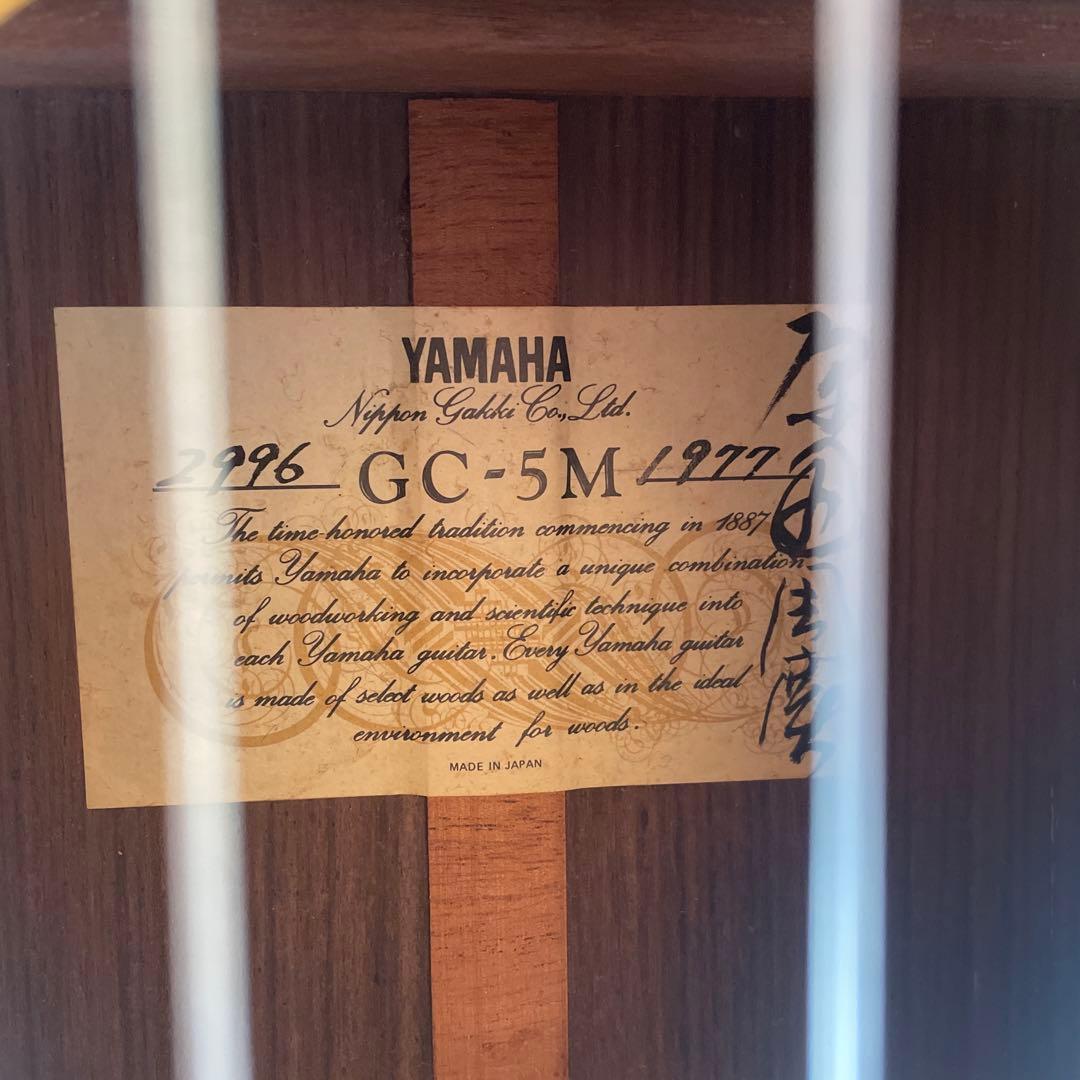 YAMAHA
Nippon Gakki Co., Ltd.
2996 GC-5M 1977
The time-honored tradition commencing in 1887
permits Yamaha to incorporate a unique combination
of woodworking and scientific technique into
each Yamaha guitar. Every Yamaha guitar
is made of select woods as well as in the ideal
environment for woods.
MADE IN JAPAN